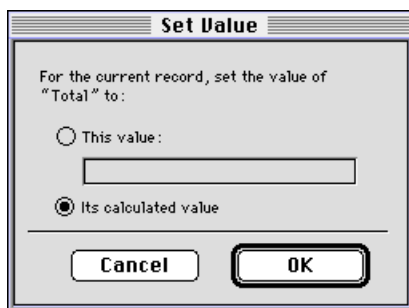 Set Value
For the current record, set the value of
“Total” to:
This value:
Its calculated value
Cancel
OK